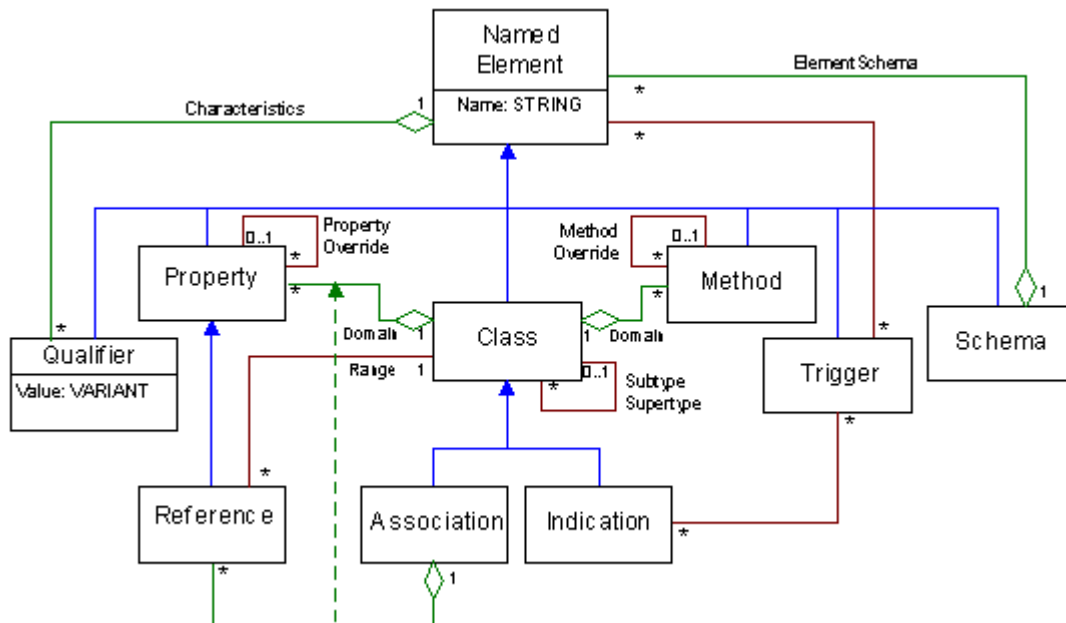 Named
Element
Name: STRING
Element Schema
*
*
1
Characteristics
Property
Override
0..1
*
*
Property
Method
Override
0..1
*
*
Method
Class
Domain
1
1
Domain
Range
1
0..1
*
Subtype
Supertype
*
Qualifier
Value: VARIANT
*
Trigger
*
1
Schema
*
Reference
*
Association
1
Indication
*